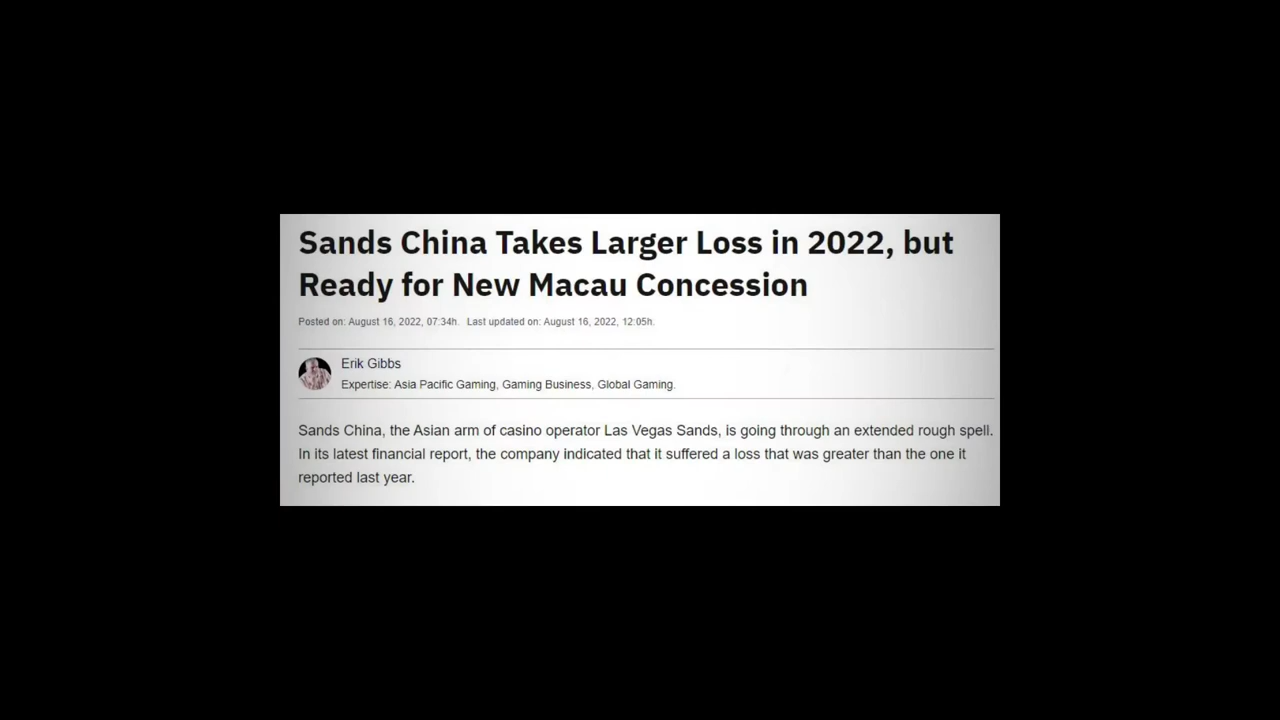 Sands China Takes Larger Loss in 2022, but
Ready for New Macau Concession
Posted on: August 16, 2022, 07:34h. Last updated on: August 16, 2022, 12:05h.
Erik Gibbs
Expertise: Asia Pacific Gaming, Gaming Business, Global Gaming.
Sands China, the Asian arm of casino operator Las Vegas Sands, is going through an extended rough spell.
In its latest financial report, the company indicated that it suffered a loss that was greater than the one it
reported last year.